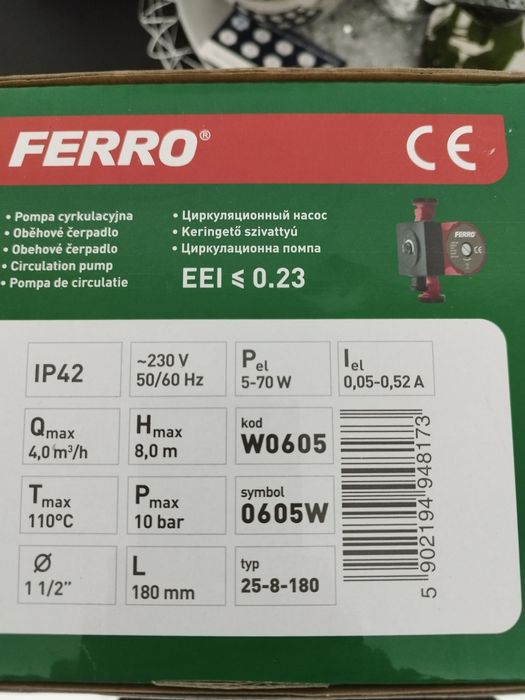 FERRO®
CE
• Pompa cyrkulacyjna
• Oběhové čerpadlo
• Obehové čerpadlo
• Circulation pump
• Pompa de circulatie
• Циркуляционный насос
• Keringető szivattyú
• Циркулационна помпа
EEI ⩽ 0.23
FERRO
CE
IP42
~230 V
50/60 Hz
Pel
5-70 W
Iel
0,05-0,52 A
Qmax
4,0 m³/h
Hmax
8,0 m
kod
W0605
Tmax
110°C
Pmax
10 bar
symbol
0605W
Ø
1 1/2”
L
180 mm
typ
25-8-180
5 902194 948173